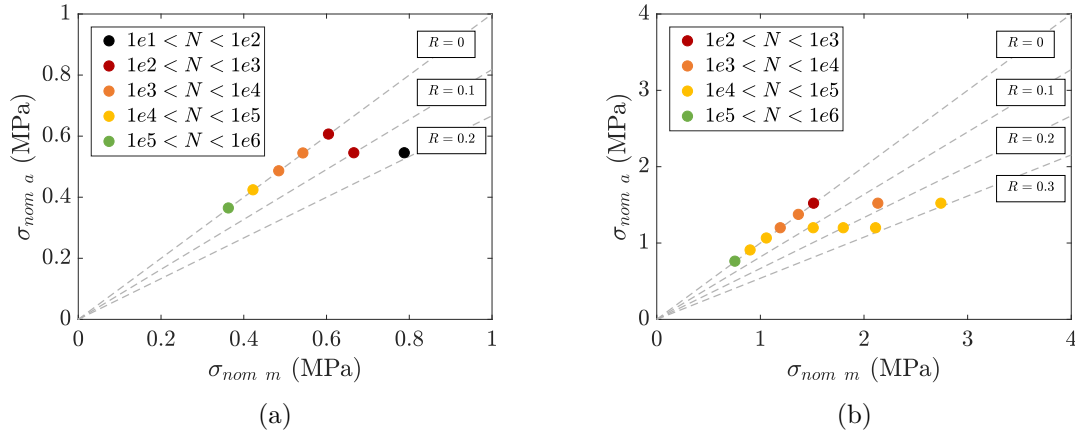 (a)
1
0.8
0.6
0.4
0.2
0
0 0.2 0.4 0.6 0.8 1
σnom a (MPa)
σnom m (MPa)
1e1 < N < 1e2
1e2 < N < 1e3
1e3 < N < 1e4
1e4 < N < 1e5
1e5 < N < 1e6
R = 0
R = 0.1
R = 0.2
(a)
(b)
4
3
2
1
0
0 1 2 3 4
σnom a (MPa)
σnom m (MPa)
1e2 < N < 1e3
1e3 < N < 1e4
1e4 < N < 1e5
1e5 < N < 1e6
R = 0
R = 0.1
R = 0.2
R = 0.3
(b)